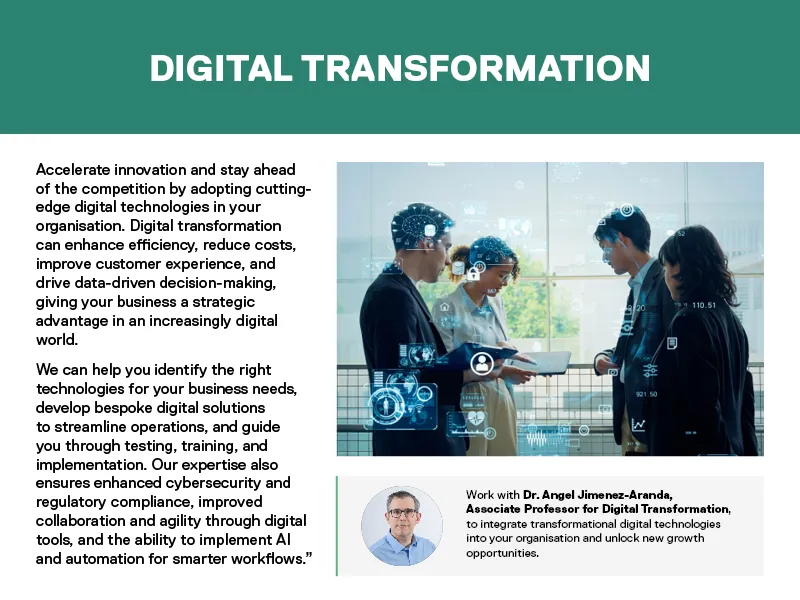 DIGITAL TRANSFORMATION
Accelerate innovation and stay ahead
of the competition by adopting cutting-
edge digital technologies in your
organisation. Digital transformation
can enhance efficiency, reduce costs,
improve customer experience, and
drive data-driven decision-making,
giving your business a strategic
advantage in an increasingly digital
world.
We can help you identify the right
technologies for your business needs,
develop bespoke digital solutions
to streamline operations, and guide
you through testing, training, and
implementation. Our expertise also
ensures enhanced cybersecurity and
regulatory compliance, improved
collaboration and agility through digital
tools, and the ability to implement AI
and automation for smarter workflows.”
110.51
921.50
Work with Dr. Angel Jimenez-Aranda,
Associate Professor for Digital Transformation,
to integrate transformational digital technologies
into your organisation and unlock new growth
opportunities.